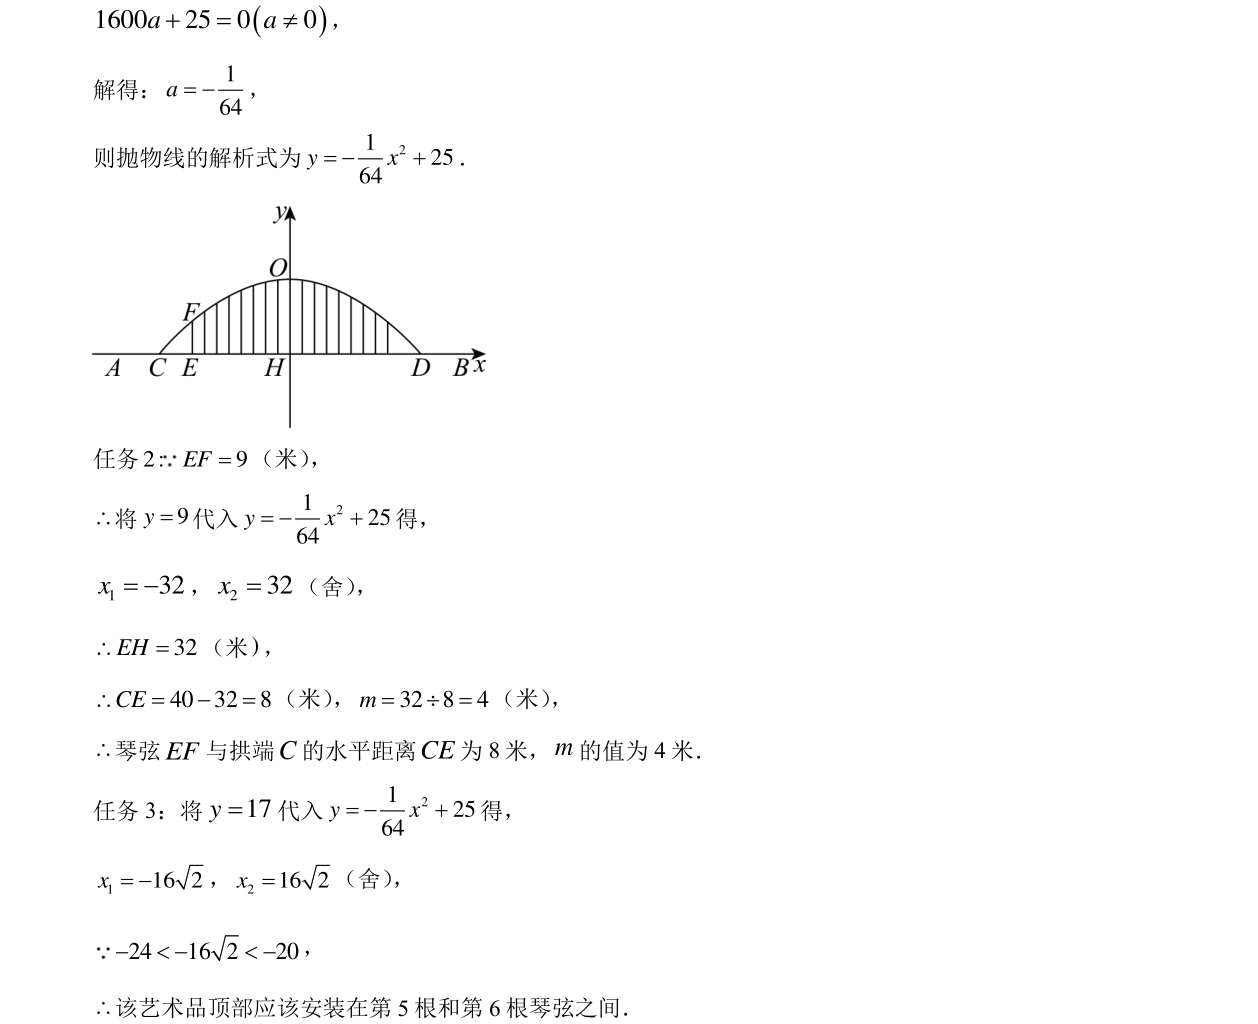 1600a + 25 = 0(a ≠ 0),
解得：a = −1/64，
则抛物线的解析式为 y = −1/64 x² + 25．
y
O
F
A C E H D B x
任务 2∵∵ EF = 9（米），
∴将 y = 9 代入 y = −1/64 x² + 25 得，
x₁ = −32，x₂ = 32（舍），
∴EH = 32（米），
∴CE = 40 − 32 = 8（米），m = 32 ÷ 8 = 4（米），
∴琴弦 EF 与拱端 C 的水平距离 CE 为 8 米，m 的值为 4 米．
任务 3：将 y = 17 代入 y = −1/64 x² + 25 得，
x₁ = −16√2，x₂ = 16√2（舍），
∵−24 < −16√2 < −20，
∴该艺术品顶部应该安装在第 5 根和第 6 根琴弦之间．